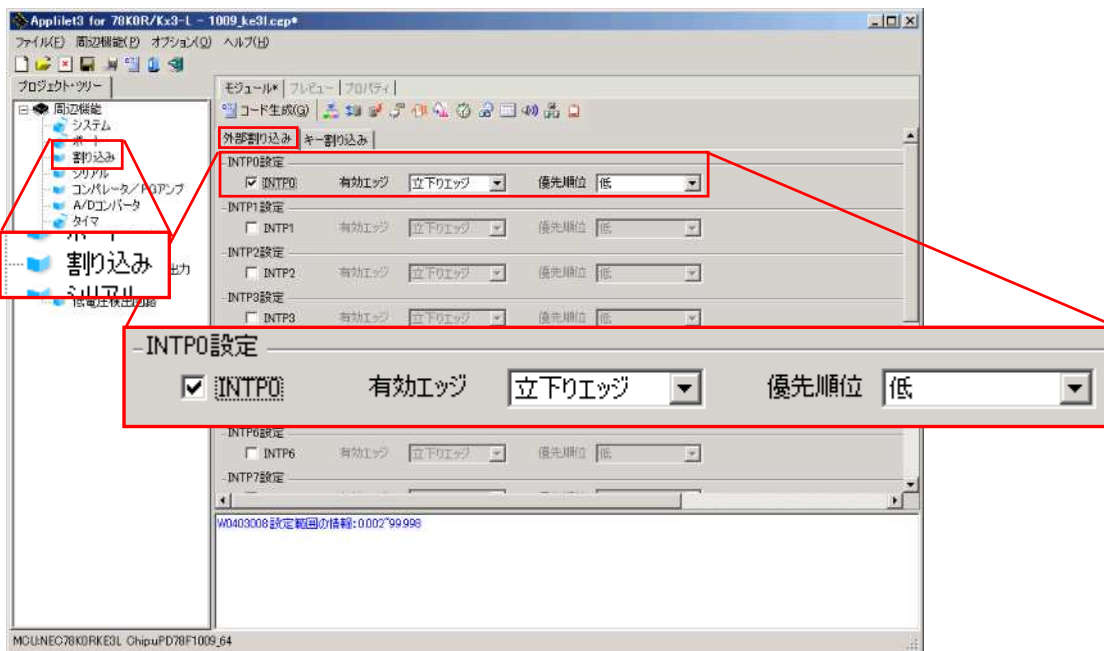 Applilet3 for 78K0R/Kx3-L - 1009_ke3l.cep*
ファイル(F) 周辺機能(P) オプション(O) ヘルプ(H)
プロジェクト・ツリー
モジュール* プレビュー プロパティ
コード生成(G)
外部割り込み キー割り込み
周辺機能
システム
ポート
割り込み
シリアル
コンパレータ/PGアンプ
A/Dコンバータ
タイマ
割り込み
シリアル
出力
低電圧検出回路
INTP0設定
INTP0 有効エッジ 立下りエッジ 優先順位 低
INTP1設定
INTP1 有効エッジ 立下りエッジ 優先順位 低
INTP2設定
INTP2 有効エッジ 立下りエッジ 優先順位 低
INTP3設定
INTP3 有効エッジ 立下りエッジ 優先順位 低
INTP0設定
INTP0 有効エッジ 立下りエッジ 優先順位 低
INTP6設定
INTP6 有効エッジ 立下りエッジ 優先順位 低
INTP7設定
W0403008 設定範囲の情報:0.002~99.998
MCU:NEC78K0RKE3L Chip:uPD78F1009_64